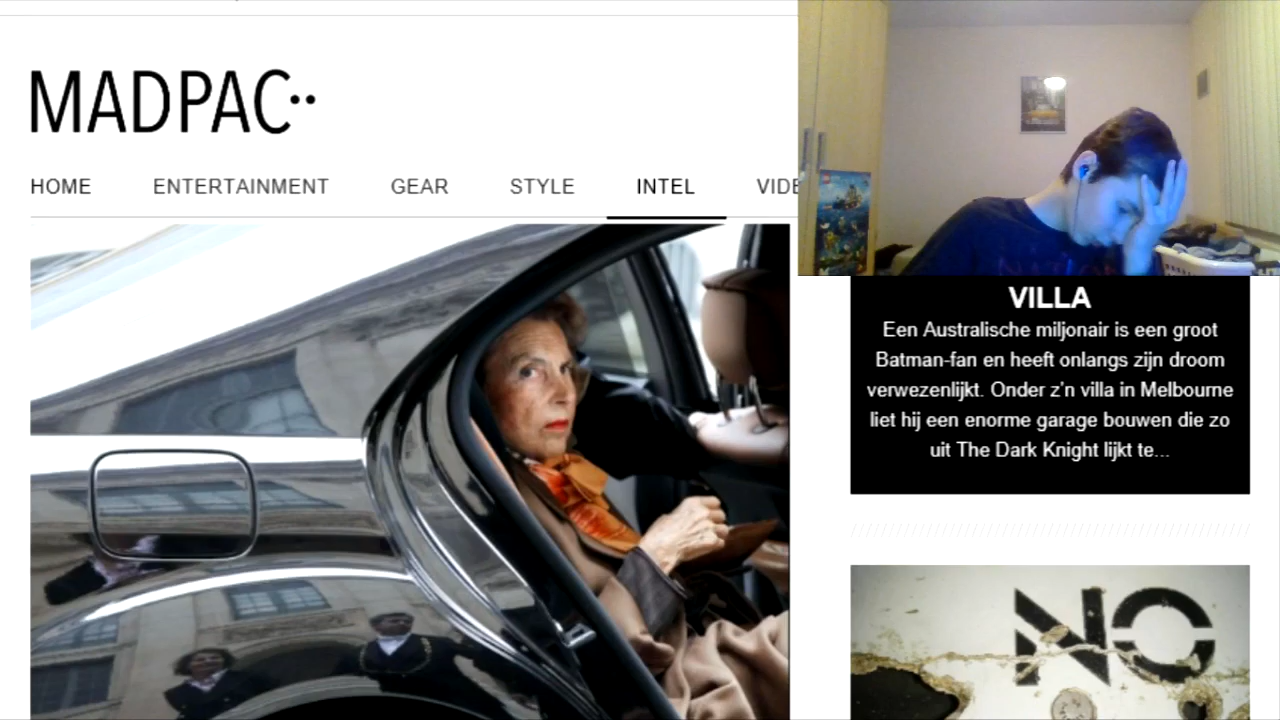 MADPAC
HOME ENTERTAINMENT GEAR STYLE INTEL VIDE
VILLA
Een Australische miljonair is een groot
Batman-fan en heeft onlangs zijn droom
verwezenlijkt. Onder z'n villa in Melbourne
liet hij een enorme garage bouwen die zo
uit The Dark Knight lijkt te...
NO